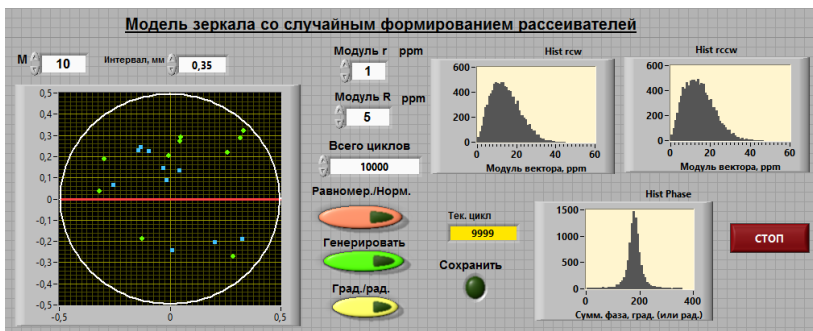 Модель зеркала со случайным формированием рассеивателей
M 10 Интервал, мм 0,35
Модуль r ppm
1
Модуль R ppm
5
Всего циклов
10000
Равномер./Норм.
Генерировать
Град./рад.
0,5
0,4
0,3
0,2
0,1
0
-0,1
-0,2
-0,3
-0,4
-0,5
-0,5 0 0,5
Hist rcw
600
400
200
0
0 20 40 60
Модуль вектора, ppm
Hist rccw
600
400
200
0
0 20 40 60
Модуль вектора, ppm
Тек. цикл
9999
Сохранить
Hist Phase
1500
1000
500
0
0 200 400
Сумм. фаза, град. (или рад.)
СТОП